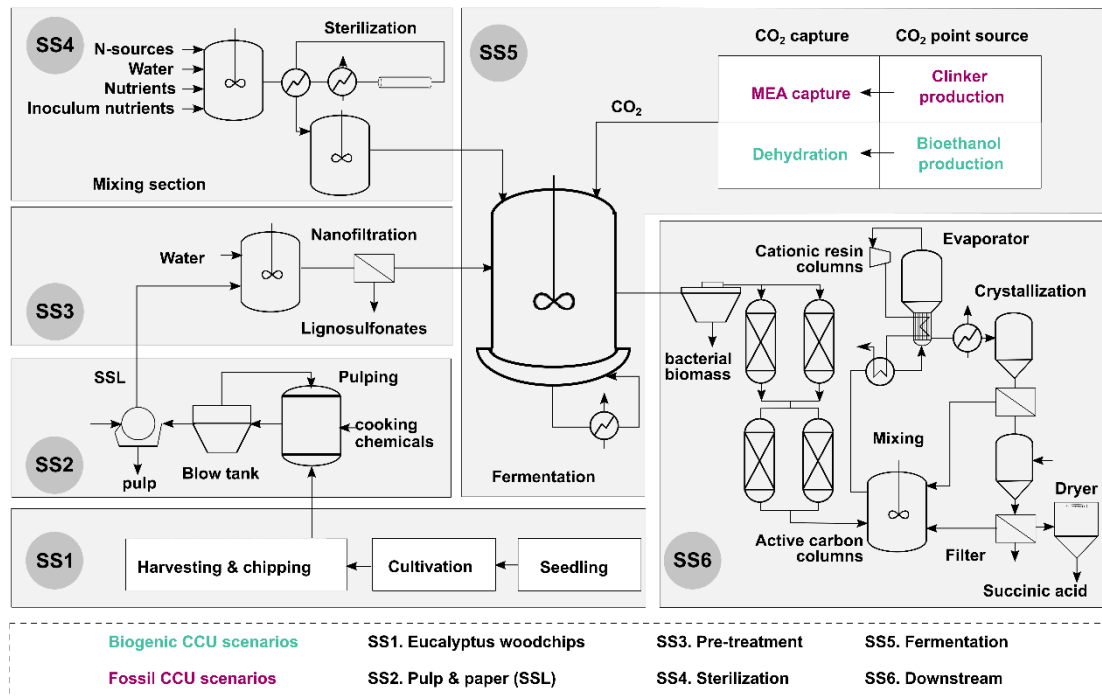 SS4
N-sources
Water
Nutrients
Inoculum nutrients
Sterilization
Mixing section
SS5
CO2 capture
CO2 point source
MEA capture
Clinker
production
Dehydration
Bioethanol
production
CO2
Fermentation
SS3
Water
Nanofiltration
Lignosulfonates
SS2
SSL
pulp
Blow tank
Pulping
cooking
chemicals
SS1
Harvesting & chipping
Cultivation
Seedling
SS6
bacterial
biomass
Cationic resin
columns
Evaporator
Crystallization
Mixing
Active carbon
columns
Filter
Dryer
Succinic acid
Biogenic CCU scenarios
SS1. Eucalyptus woodchips
SS3. Pre-treatment
SS5. Fermentation
Fossil CCU scenarios
SS2. Pulp & paper (SSL)
SS4. Sterilization
SS6. Downstream